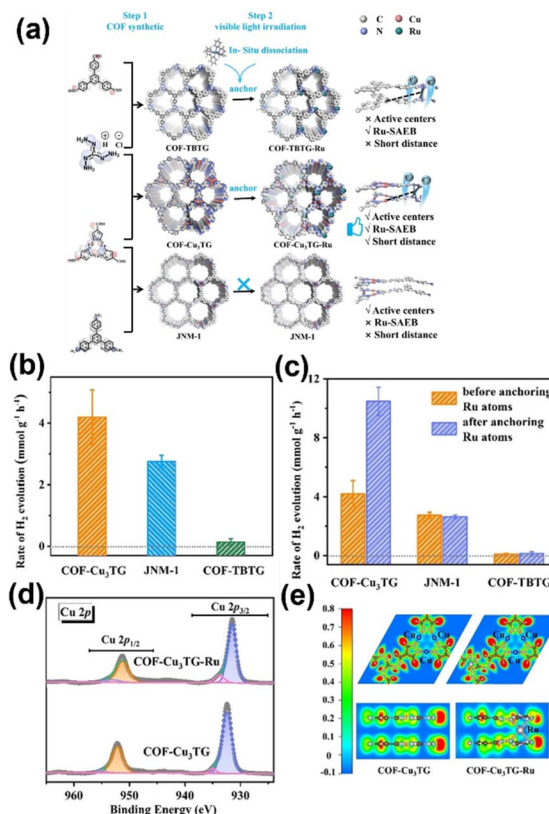 (a)
Step 1
COF synthetic
Step 2
visible light irradiation
In- Situ dissociation
anchor
COF-TBTG
COF-TBTG-Ru
× Active centers
√ Ru-SAEB
× Short distance
H
Cl
anchor
COF-Cu₃TG
COF-Cu₃TG-Ru
√ Active centers
√ Ru-SAEB
√ Short distance
JNM-1
JNM-1
√ Active centers
× Ru-SAEB
× Short distance
C
N
Cu
Ru
(b)
Rate of H₂ evolution (mmol g⁻¹ h⁻¹)
4
2
0
COF-Cu₃TG
JNM-1
COF-TBTG
(c)
Rate of H₂ evolution (mmol g⁻¹ h⁻¹)
12
8
4
0
before anchoring
Ru atoms
after anchoring
Ru atoms
COF-Cu₃TG
JNM-1
COF-TBTG
(d)
Cu 2p
Cu 2p₁/₂
Cu 2p₃/₂
COF-Cu₃TG-Ru
COF-Cu₃TG
960
950
940
930
Binding Energy (eV)
(e)
0.8
0.7
0.6
0.5
0.4
0.3
0.2
0.1
0
-0.1
Cu
Cu
Cu
Cu
Cu
Cu
Ru
COF-Cu₃TG
COF-Cu₃TG-Ru